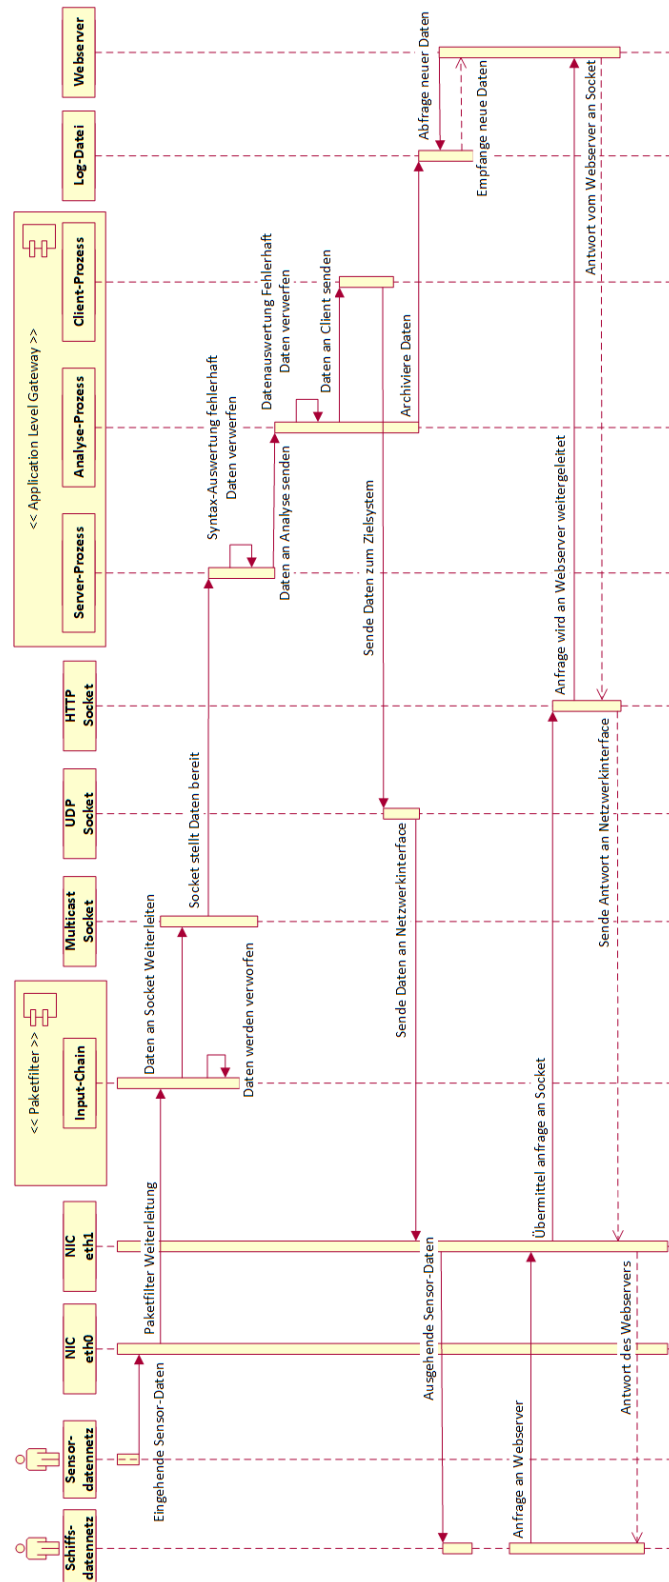 Schiffs-
datennetz
Sensor-
datennetz
NIC
eth0
NIC
eth1
<< Paketfilter >>
Input-Chain
Multicast
Socket
UDP
Socket
HTTP
Socket
<< Application Level Gateway >>
Server-Prozess
Analyse-Prozess
Client-Prozess
Log-Datei
Webserver
Eingehende Sensor-Daten
Paketfilter Weiterleitung
Daten an Socket Weiterleiten
Daten werden verworfen
Socket stellt Daten bereit
Syntax-Auswertung fehlerhaft
Daten verwerfen
Daten an Analyse senden
Datenauswertung Fehlerhaft
Daten verwerfen
Daten an Client senden
Sende Daten zum Zielsystem
Sende Daten an Netzwerkinterface
Archiviere Daten
Ausgehende Sensor-Daten
Abfrage neuer Daten
Empfange neue Daten
Anfrage an Webserver
Übermittel anfrage an Socket
Anfrage wird an Webserver weitergeleitet
Antwort vom Webserver an Socket
Sende Antwort an Netzwerkinterface
Antwort des Webservers